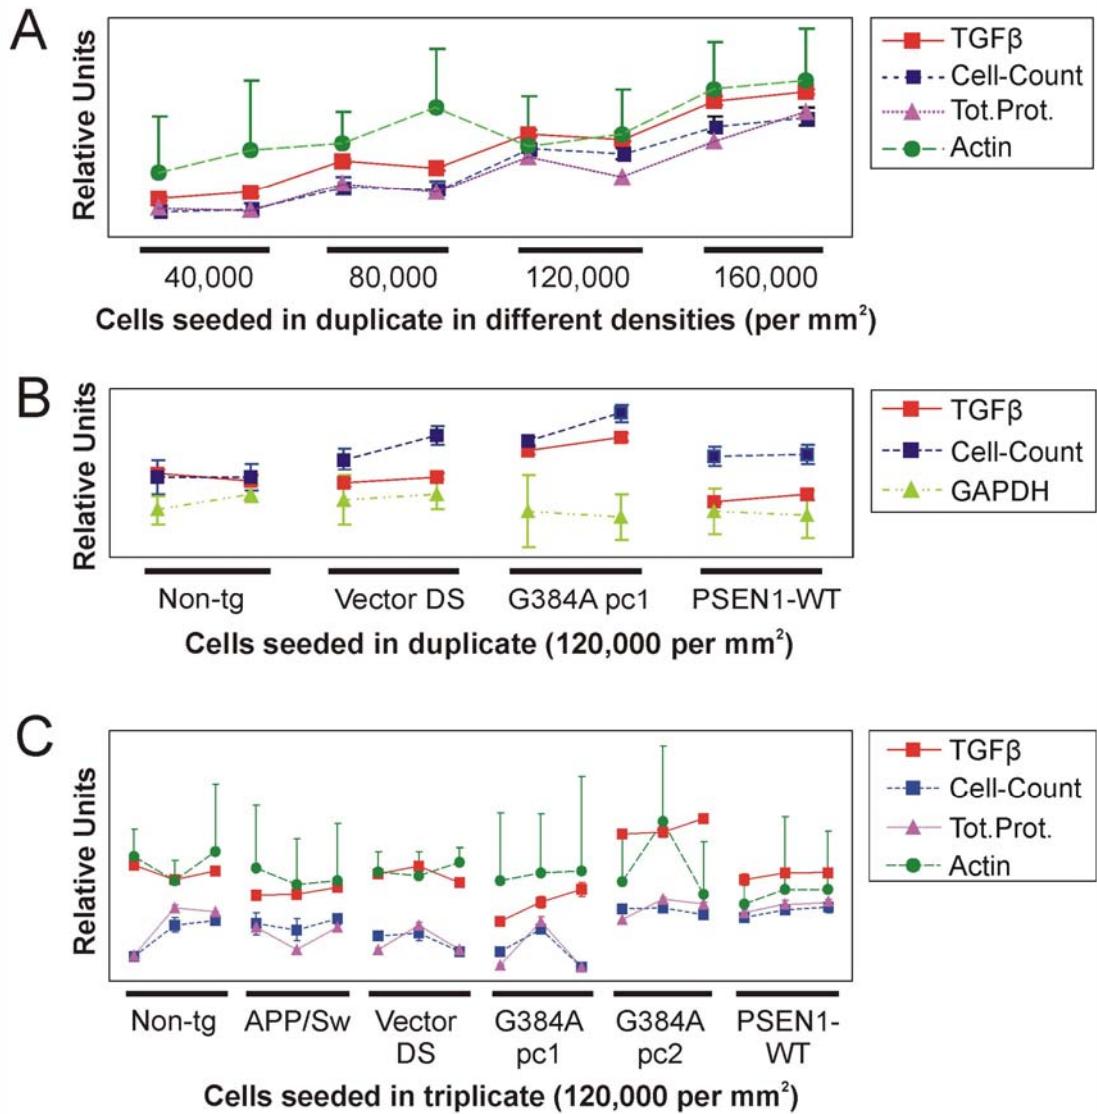 A
Relative Units
TGFβ
Cell-Count
Tot.Prot.
Actin
40,000 80,000 120,000 160,000
Cells seeded in duplicate in different densities (per mm²)
B
Relative Units
TGFβ
Cell-Count
GAPDH
Non-tg Vector DS G384A pc1 PSEN1-WT
Cells seeded in duplicate (120,000 per mm²)
C
Relative Units
TGFβ
Cell-Count
Tot.Prot.
Actin
Non-tg APP/Sw Vector G384A G384A PSEN1-
DS pc1 pc2 WT
Cells seeded in triplicate (120,000 per mm²)